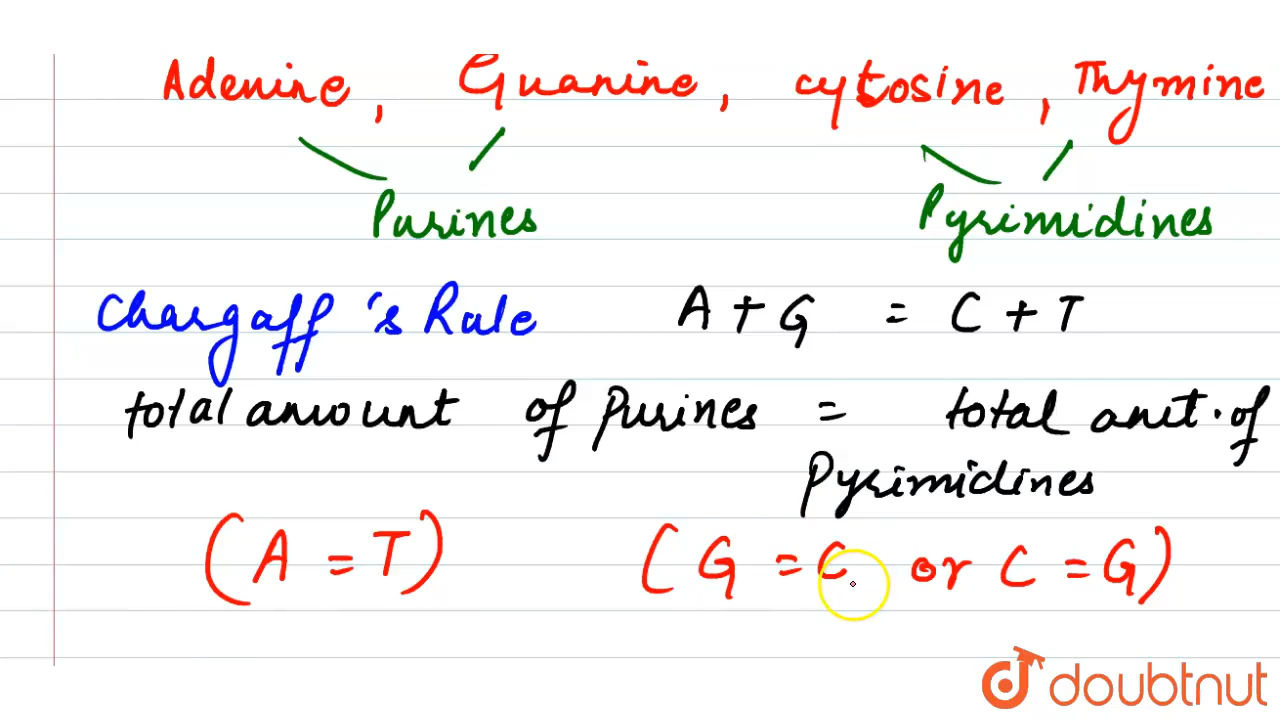 Adenine, Guanine, cytosine, Thymine
Purines Pyrimidines
Chargaff's Rule A + G = C + T
total amount of purines = total amt. of
pyrimidines
(A = T) (G = C or C = G)
doubtnut